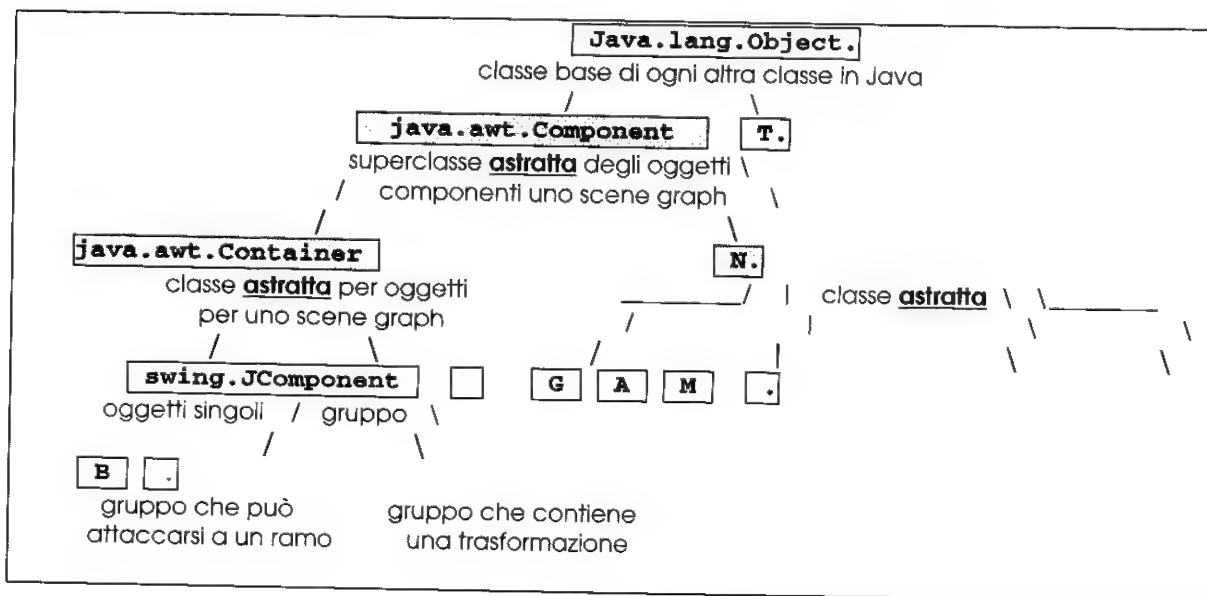 Java.lang.Object.
classe base di ogni altra classe in Java
java.awt.Component T.
superclasse astratta degli oggetti
componenti uno scene graph
java.awt.Container N.
classe astratta per oggetti classe astratta
per uno scene graph
swing.JComponent G A M .
oggetti singoli gruppo
B .
gruppo che può gruppo che contiene
attaccarsi a un ramo una trasformazione